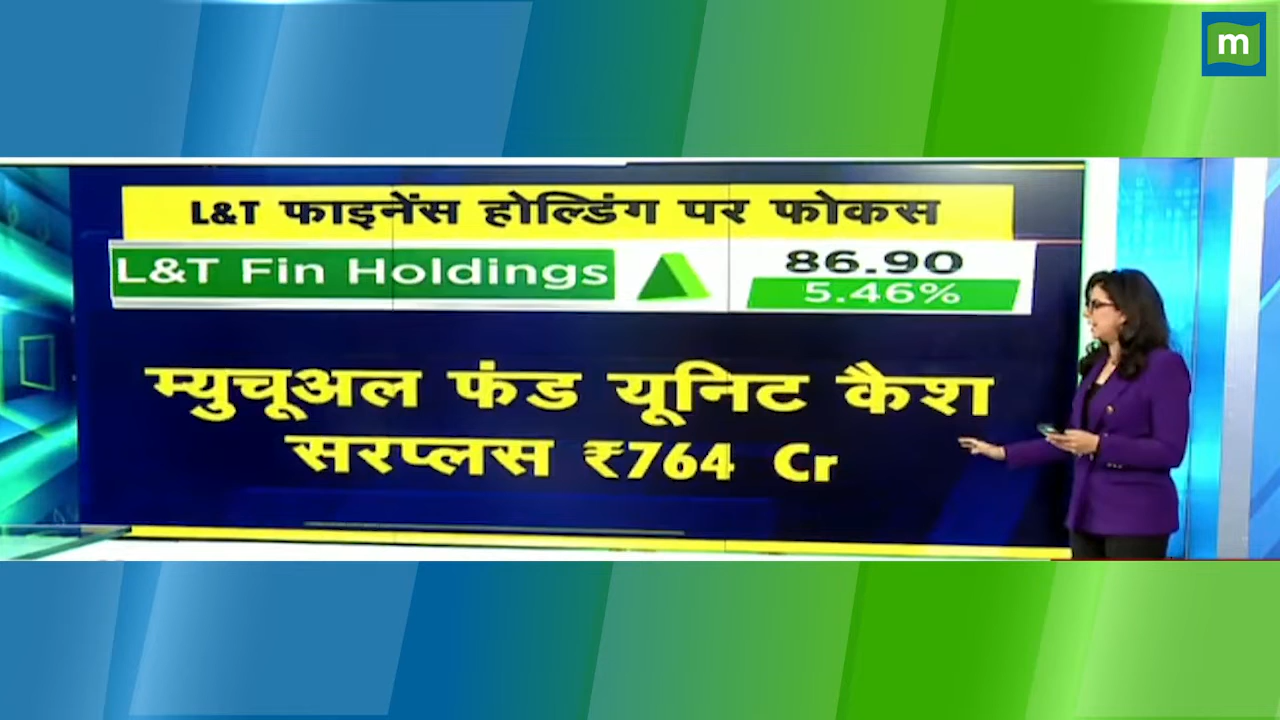 m
L&T फाइनेंस होल्डिंग पर फोकस
L&T Fin Holdings
86.90
5.46%
म्युचूअल फंड यूनिट कैश
सरप्लस ₹764 Cr